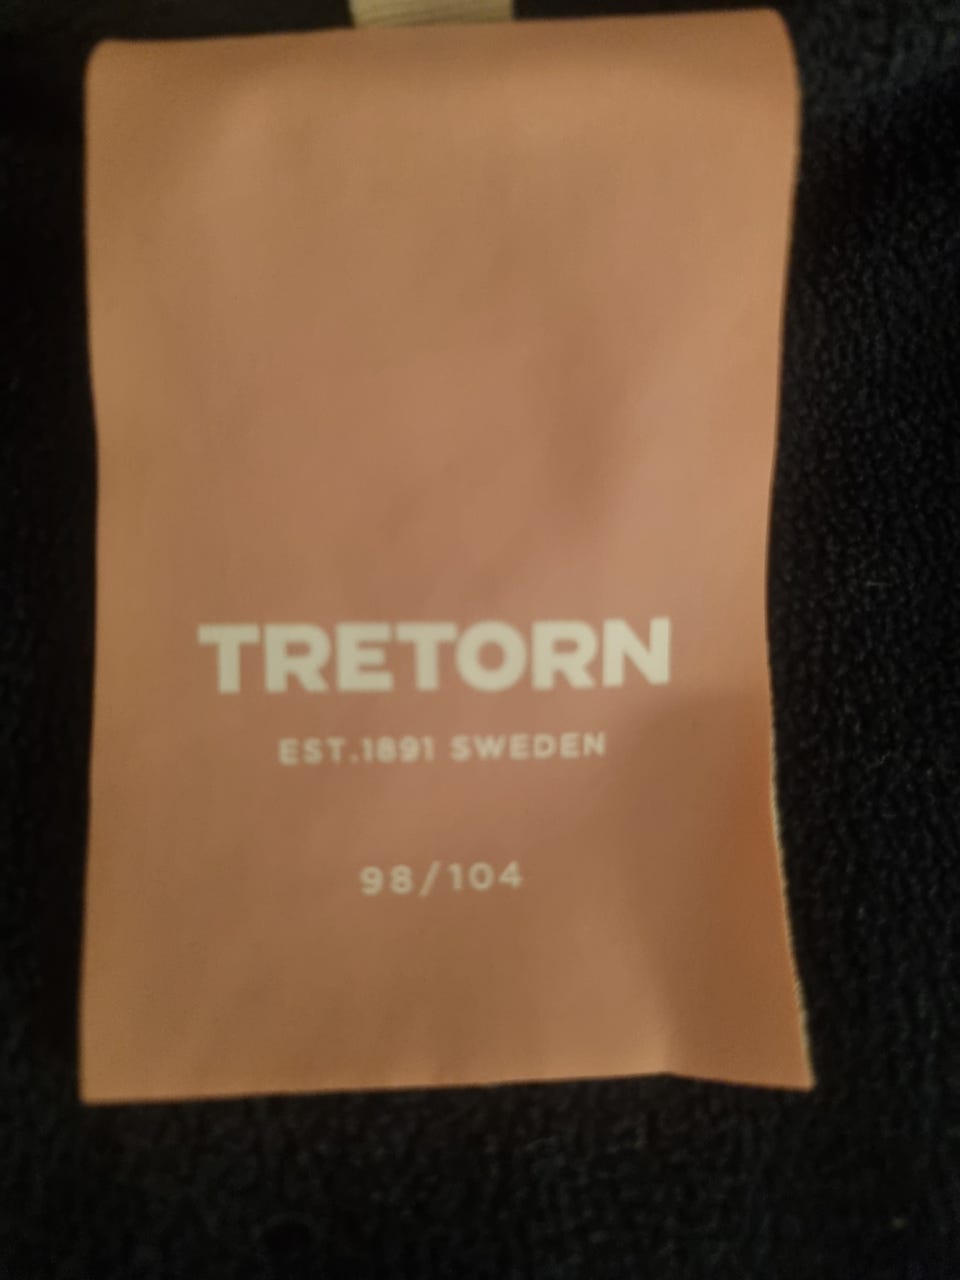 TRETORN
EST.1891 SWEDEN
98/104